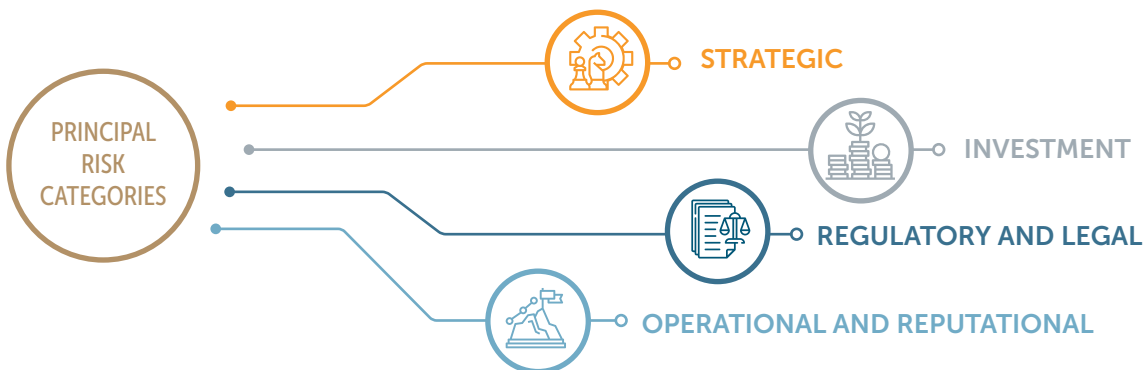 PRINCIPAL
RISK
CATEGORIES
STRATEGIC
INVESTMENT
REGULATORY AND LEGAL
OPERATIONAL AND REPUTATIONAL